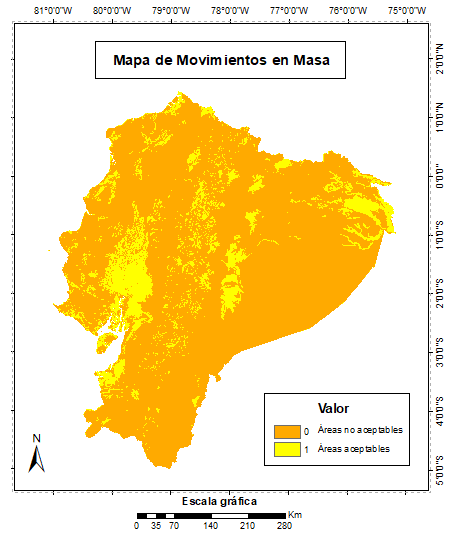 81°0'0"W 80°0'0"W 79°0'0"W 78°0'0"W 77°0'0"W 76°0'0"W 75°0'0"W
Mapa de Movimientos en Masa
2°0'0"N
1°0'0"N
0°0'0"
1°0'0"S
2°0'0"S
3°0'0"S
4°0'0"S
5°0'0"S
Valor
0 Áreas no aceptables
1 Áreas aceptables
N
Escala gráfica
Km
0 35 70 140 210 280